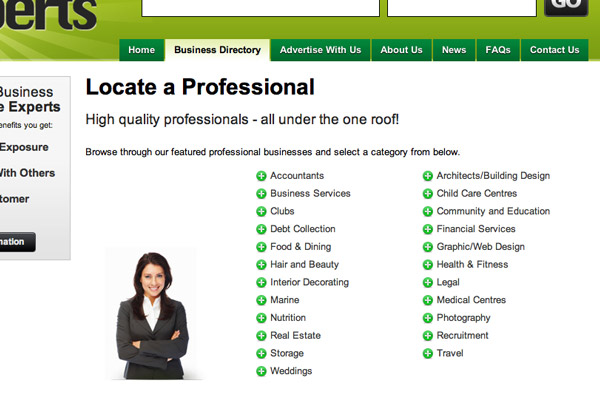 perts
GO
Home
Business Directory
Advertise With Us
About Us
News
FAQs
Contact Us
Business
e Experts
enefits you get:
Exposure
With Others
tomer
mation
Locate a Professional
High quality professionals - all under the one roof!
Browse through our featured professional businesses and select a category from below.
Accountants
Business Services
Clubs
Debt Collection
Food & Dining
Hair and Beauty
Interior Decorating
Marine
Nutrition
Real Estate
Storage
Weddings
Architects/Building Design
Child Care Centres
Community and Education
Financial Services
Graphic/Web Design
Health & Fitness
Legal
Medical Centres
Photography
Recruitment
Travel